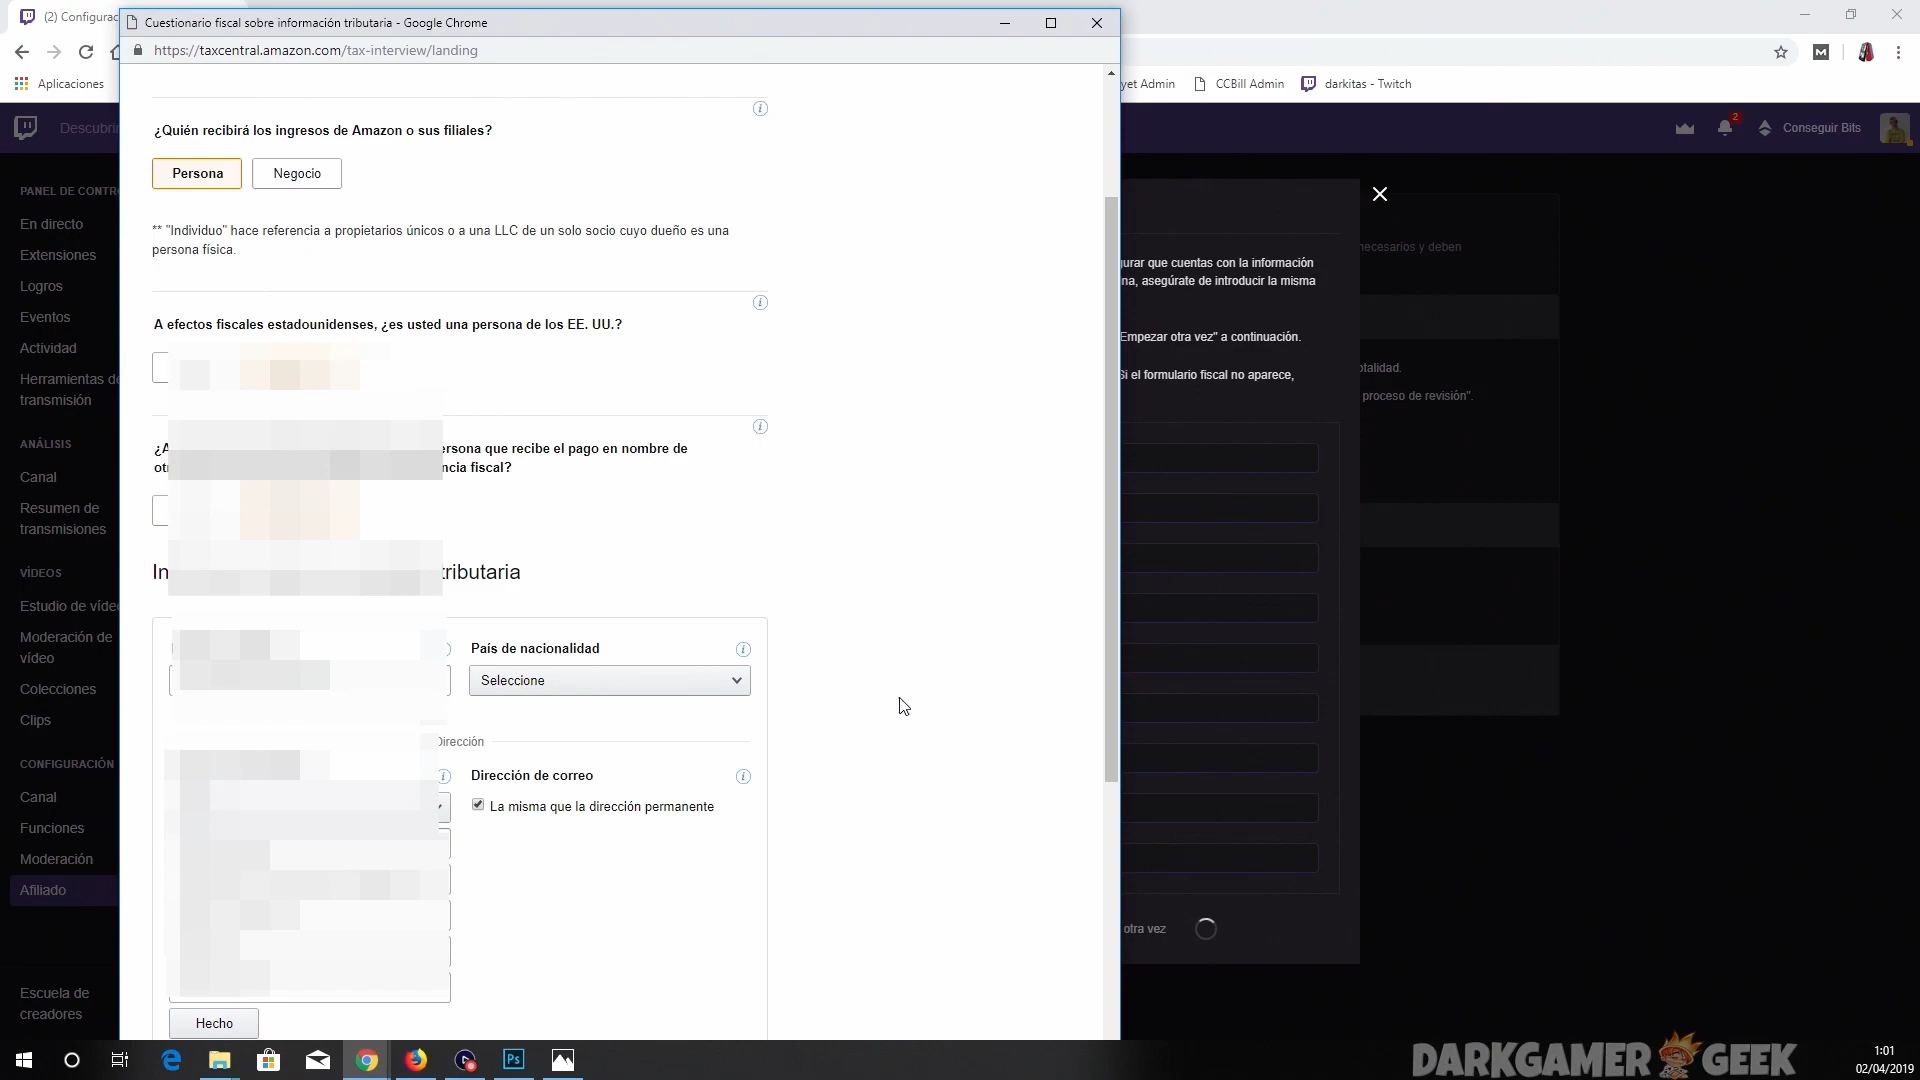 (2) Configurac
Cuestionario fiscal sobre información tributaria - Google Chrome
https://taxcentral.amazon.com/tax-interview/landing
Aplicaciones
yet Admin
CCBill Admin
darkitas - Twitch
Descubrir
2
Conseguir Bits
¿Quién recibirá los ingresos de Amazon o sus filiales?
Persona
Negocio
** "Individuo" hace referencia a propietarios únicos o a una LLC de un solo socio cuyo dueño es una
persona física.
A efectos fiscales estadounidenses, ¿es usted una persona de los EE. UU.?
¿A
ersona que recibe el pago en nombre de
otr
ncia fiscal?
In
tributaria
País de nacionalidad
Seleccione
Dirección
Dirección de correo
La misma que la dirección permanente
Hecho
PANEL DE CONTR
En directo
Extensiones
Logros
Eventos
Actividad
Herramientas de
transmisión
ANÁLISIS
Canal
Resumen de
transmisiones
VÍDEOS
Estudio de víde
Moderación de
vídeo
Colecciones
Clips
CONFIGURACIÓN
Canal
Funciones
Moderación
Afiliado
Escuela de
creadores
gurar que cuentas con la información
na, asegúrate de introducir la misma
Empezar otra vez" a continuación.
Si el formulario fiscal no aparece,
otra vez
necesarios y deben
otalidad.
proceso de revisión".
Ps
DARKGAMER GEEK
1:01
02/04/2019